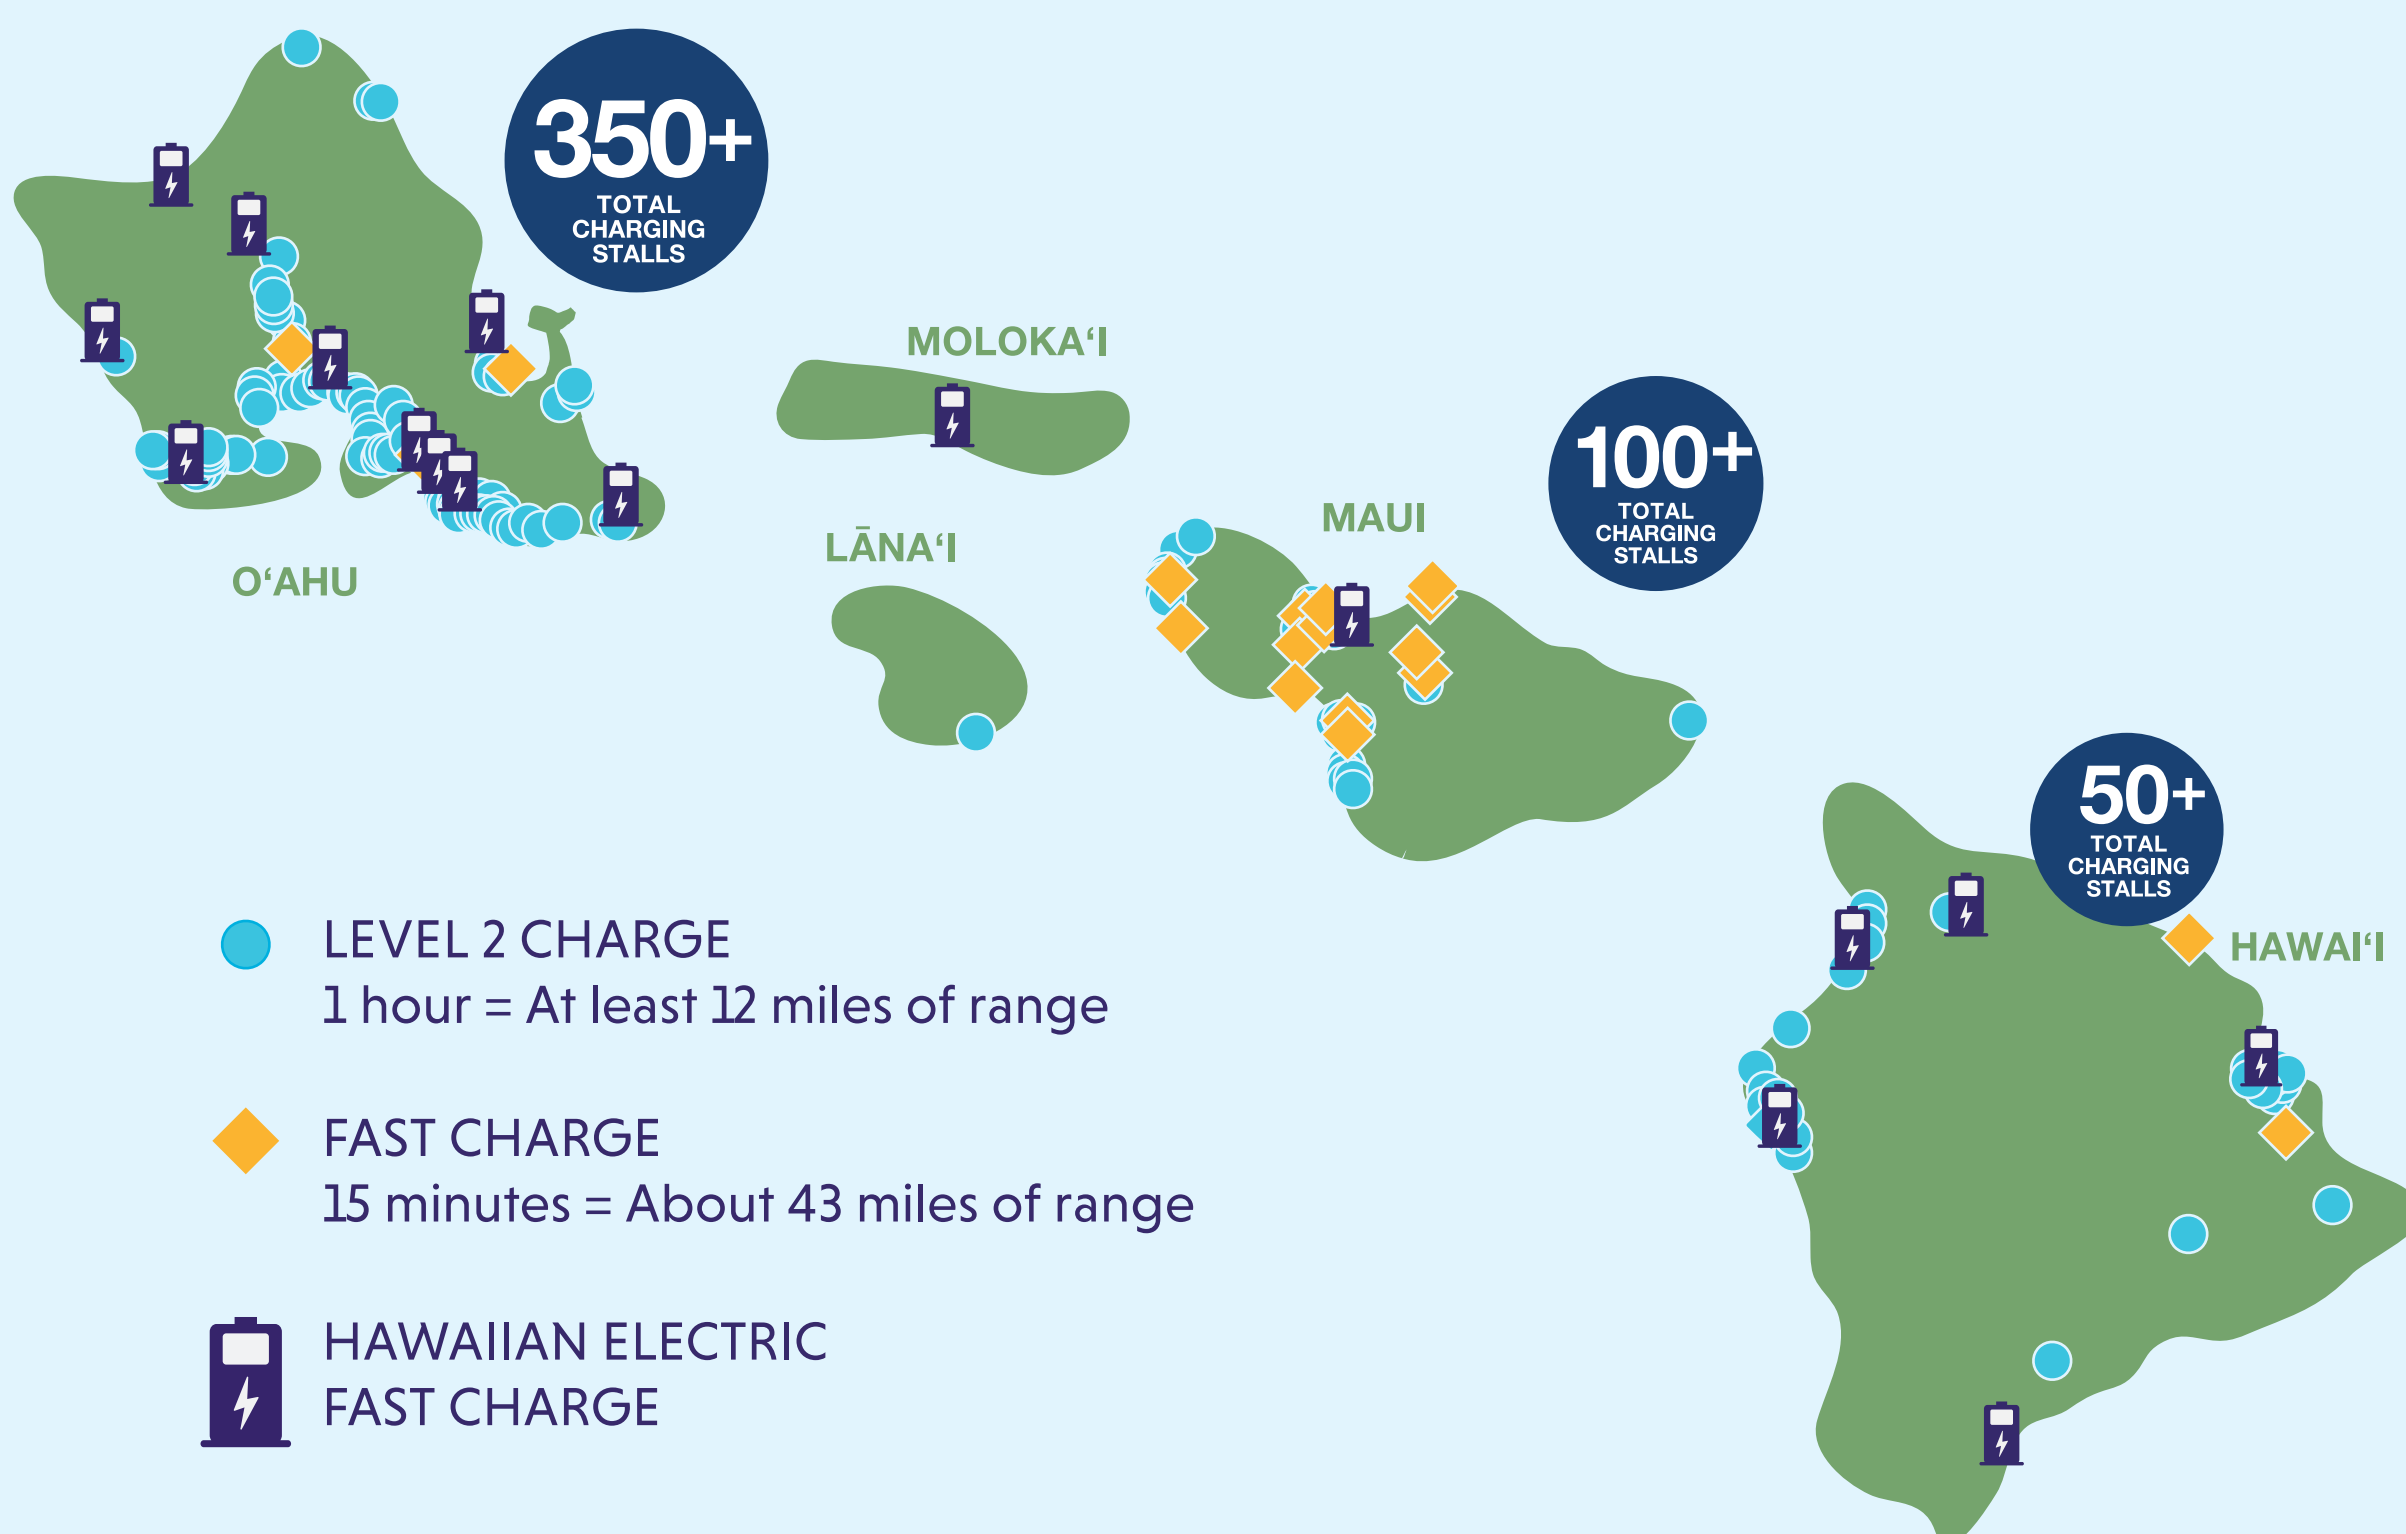 350+
TOTAL
CHARGING
STALLS
MOLOKAʻI
MAUI
100+
TOTAL
CHARGING
STALLS
LĀNAʻI
OʻAHU
50+
TOTAL
CHARGING
STALLS
HAWAIʻI
LEVEL 2 CHARGE
1 hour = At least 12 miles of range
FAST CHARGE
15 minutes = About 43 miles of range
HAWAIIAN ELECTRIC
FAST CHARGE